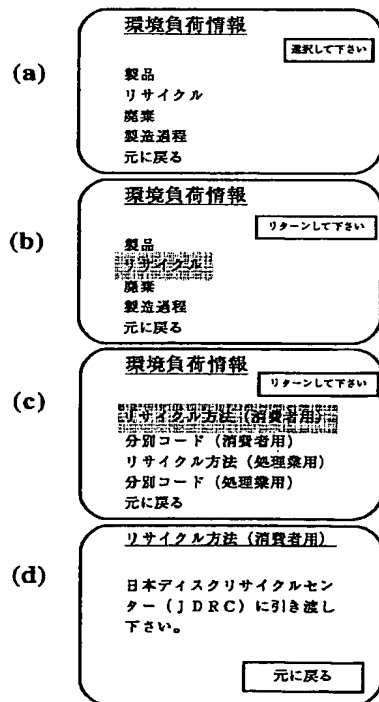 (a)
環境負荷情報
選択して下さい
製品
リサイクル
廃棄
製造過程
元に戻る
(b)
環境負荷情報
リターンして下さい
製品
リサイクル
廃棄
製造過程
元に戻る
(c)
環境負荷情報
リターンして下さい
リサイクル方法（消費者用）
分別コード（消費者用）
リサイクル方法（処理業用）
分別コード（処理業用）
元に戻る
(d)
リサイクル方法（消費者用）
日本ディスクリサイクルセン
ター（ＪＤＲＣ）に引き渡し
下さい。
元に戻る